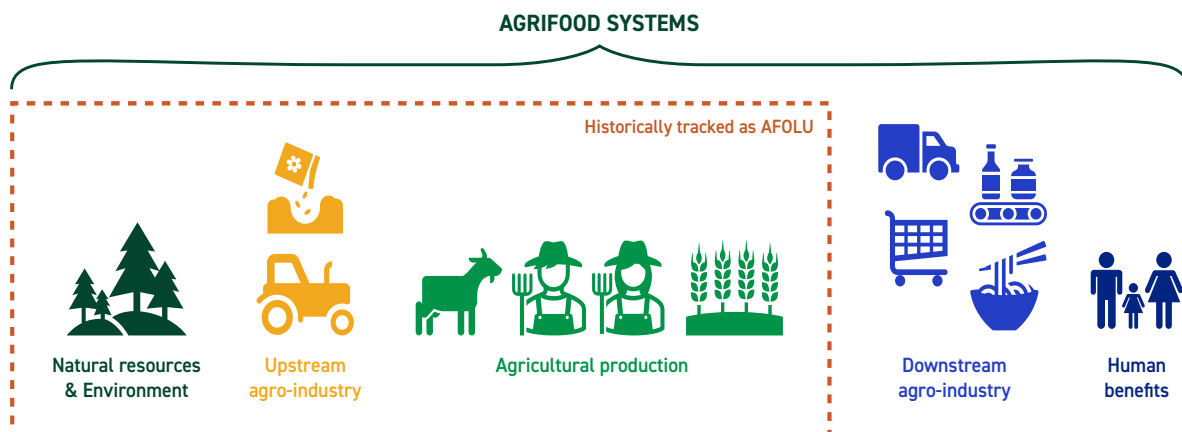 AGRIFOOD SYSTEMS
Historically tracked as AFOLU
Natural resources
& Environment
Upstream
agro-industry
Agricultural production
Downstream
agro-industry
Human
benefits